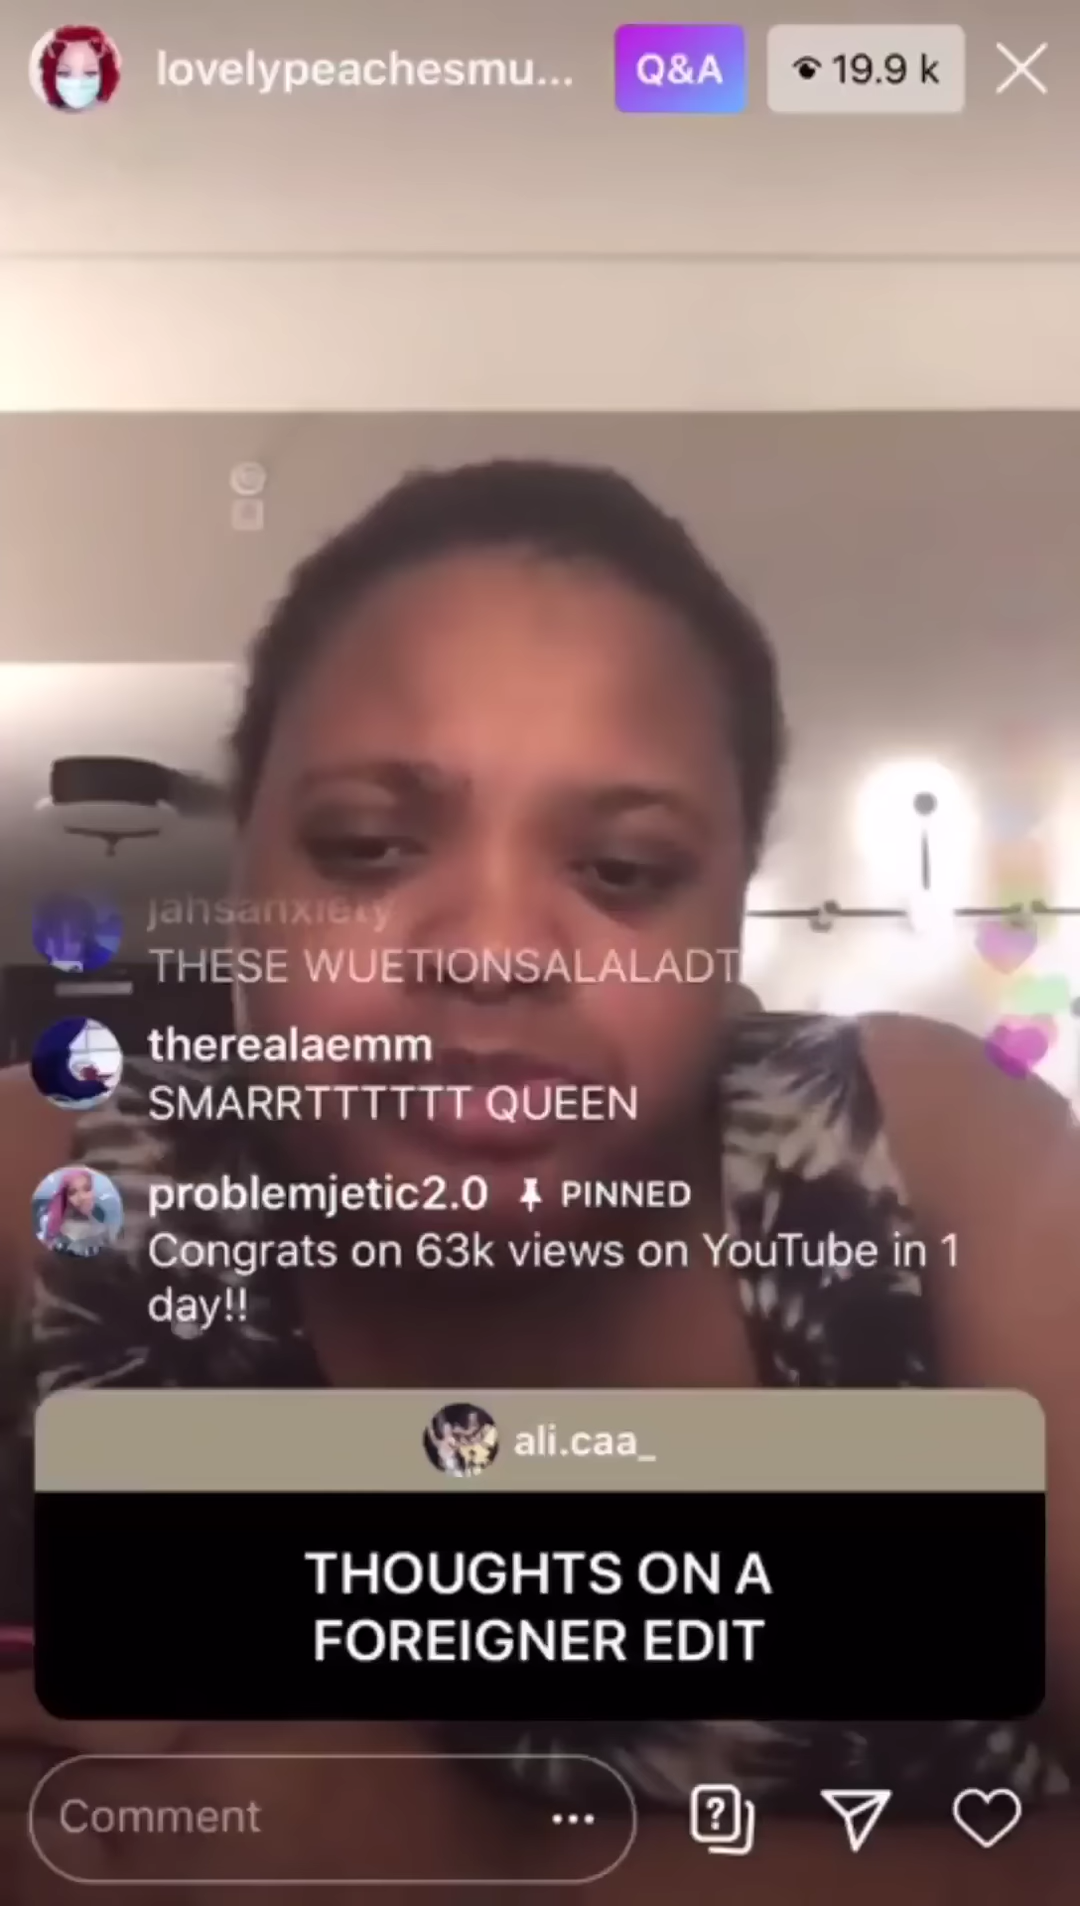 lovelypeachesmu...
Q&A
19.9 k
jahsanxiety
THESE WUETIONSALALADT
therealaemm
SMARRTTTTTT QUEEN
problemjetic2.0 PINNED
Congrats on 63k views on YouTube in 1
day!!
ali.caa_
THOUGHTS ON A
FOREIGNER EDIT
Comment